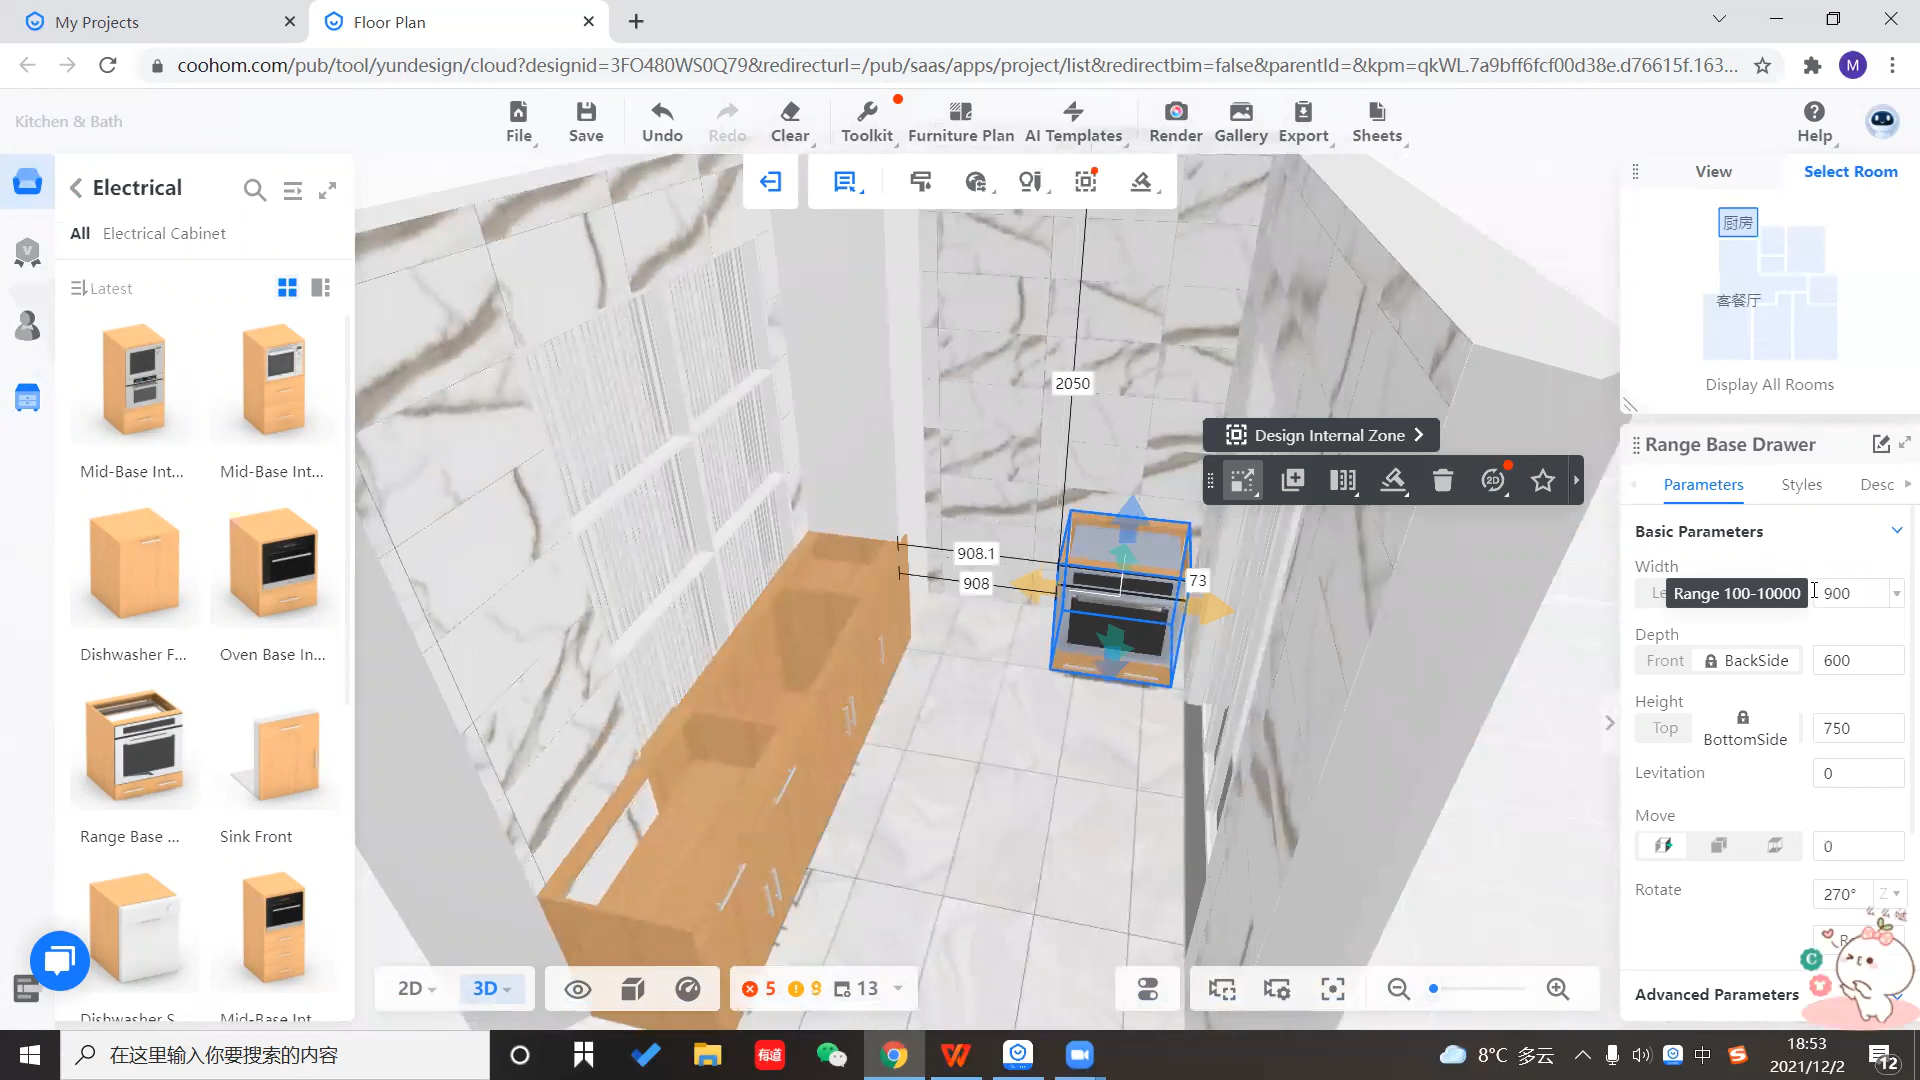 My Projects
Floor Plan
coohom.com/pub/tool/yundesign/cloud?designid=3FO480WS0Q79&redirecturl=/pub/saas/apps/project/list&redirectbim=false&parentId=&kpm=qkWL.7a9bff6fcf00d38e.d76615f.163...
M
Kitchen & Bath
File
Save
Undo
Redo
Clear
Toolkit
Furniture Plan
AI Templates
Render
Gallery
Export
Sheets
Help
Electrical
All
Electrical Cabinet
Latest
Mid-Base Int...
Mid-Base Int...
Dishwasher F...
Oven Base In...
Range Base ...
Sink Front
Dishwasher S
Mid-Base Int
2050
908.1
908
73
Design Internal Zone
2D
View
Select Room
厨房
客餐厅
Display All Rooms
Range Base Drawer
Parameters
Styles
Desc
Basic Parameters
Width
Le
Range 100-10000
900
Depth
Front
BackSide
600
Height
Top
BottomSide
750
Levitation
0
Move
0
Rotate
270°
Z
Advanced Parameters
2D
3D
5
9
13
在这里输入你要搜索的内容
有道
8°C 多云
中
18:53
2021/12/2
12